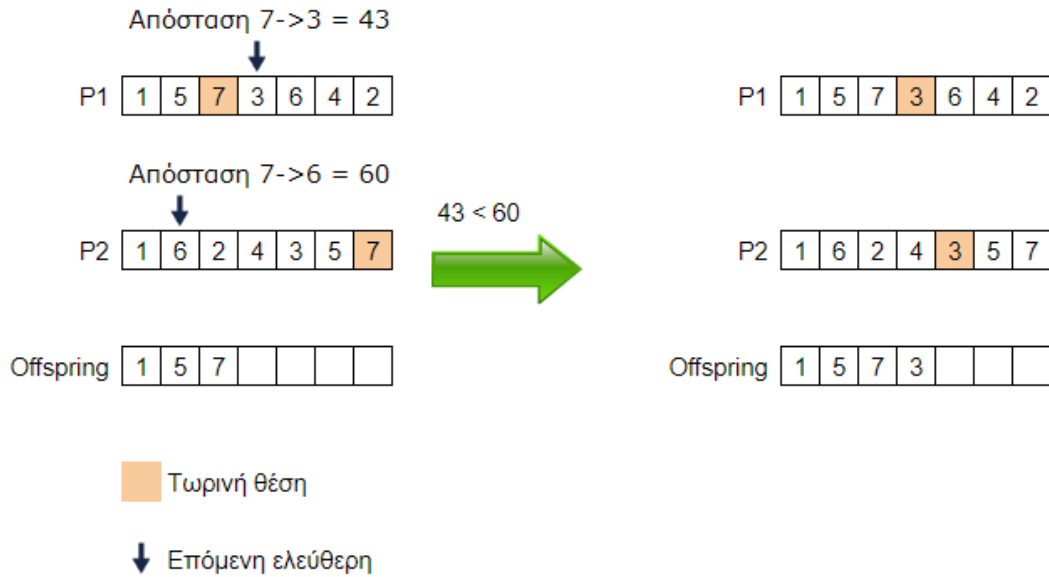 Απόσταση 7->3 = 43
P1 1 5 7 3 6 4 2
P1 1 5 7 3 6 4 2
Απόσταση 7->6 = 60
43 < 60
P2 1 6 2 4 3 5 7
P2 1 6 2 4 3 5 7
Offspring 1 5 7
Offspring 1 5 7 3
Τωρινή θέση
Επόμενη ελεύθερη